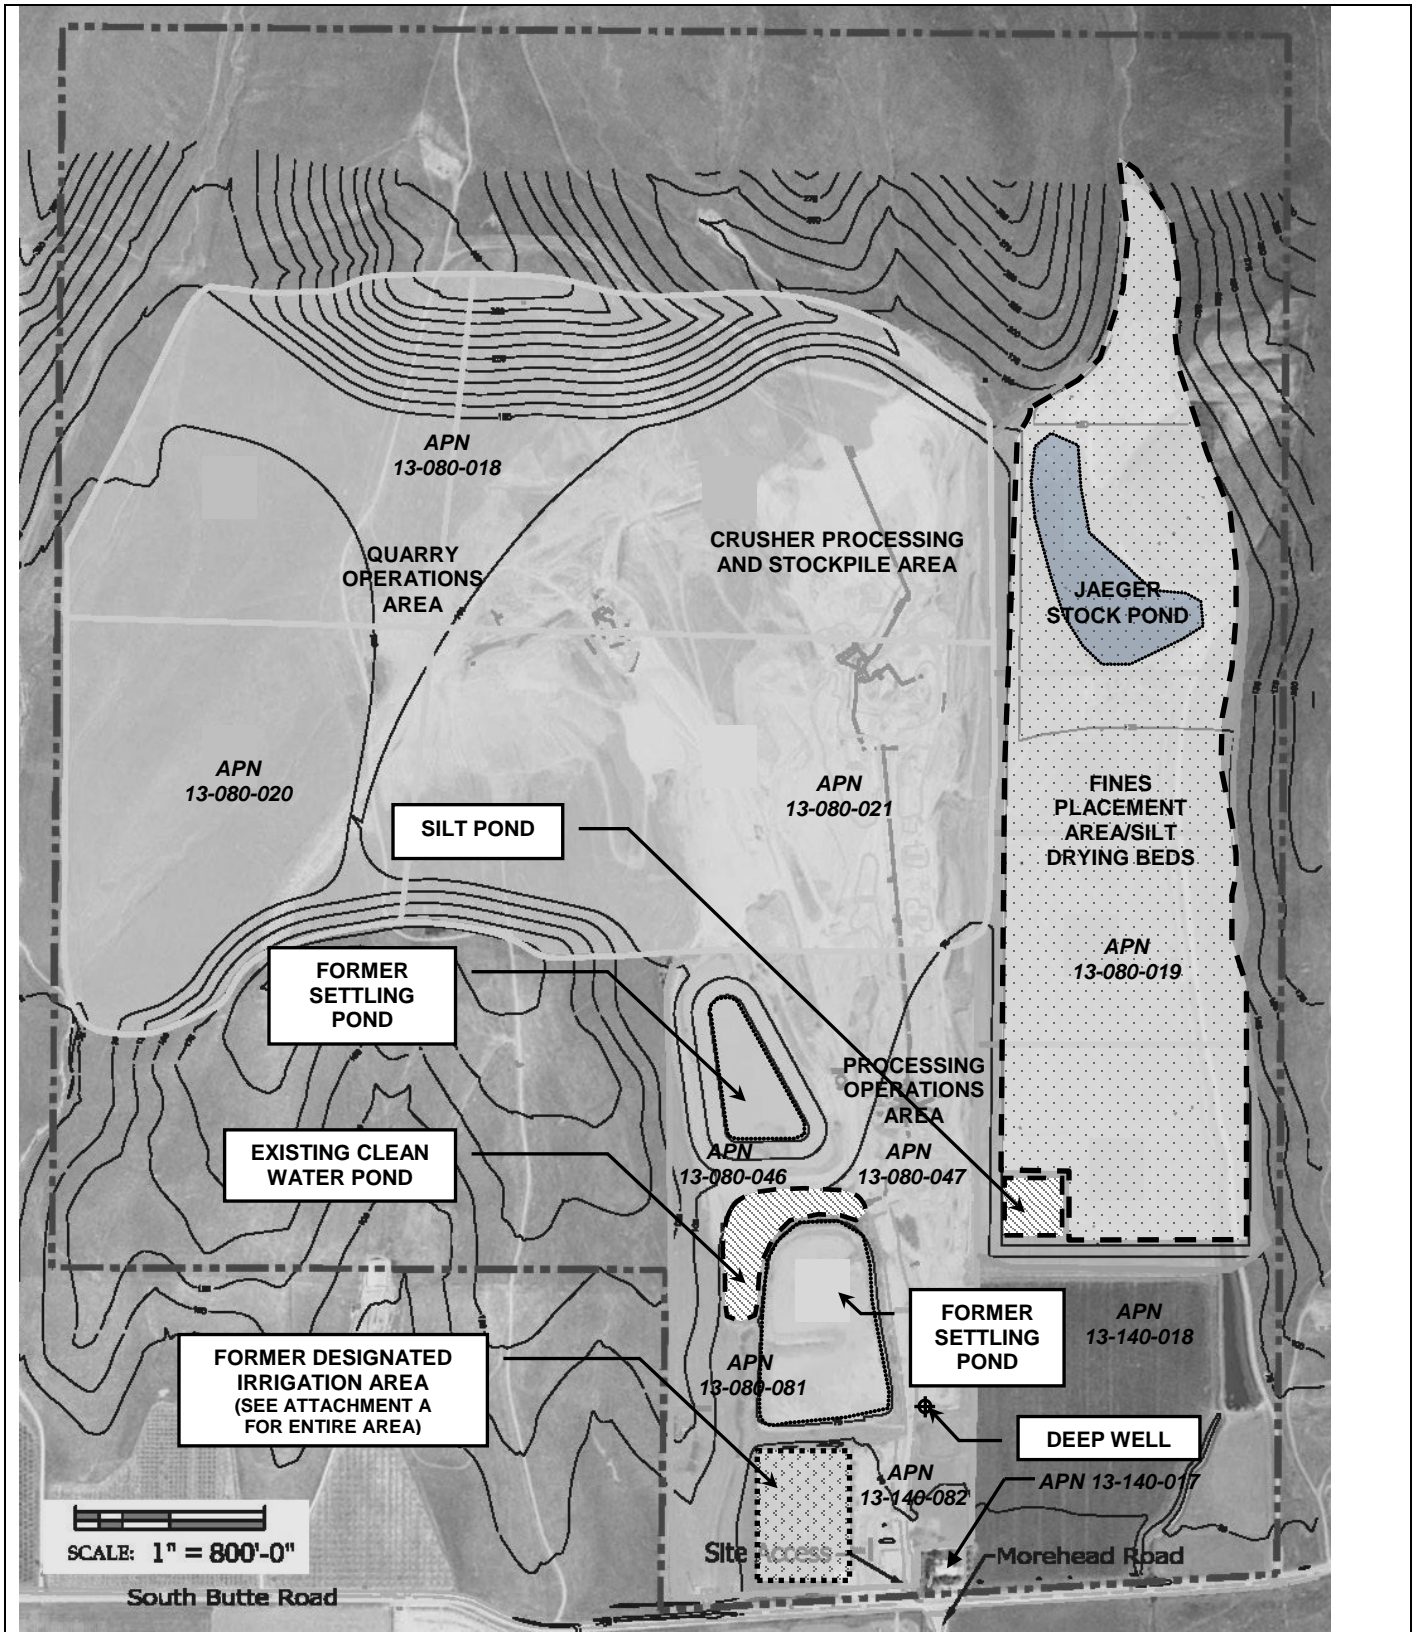 APN
13-080-018
QUARRY
OPERATIONS
AREA
CRUSHER PROCESSING
AND STOCKPILE AREA
JAEGER
STOCK POND
APN
13-080-020
APN
13-080-021
FINES
PLACEMENT
AREA/SILT
DRYING BEDS
SILT POND
APN
13-080-019
FORMER
SETTLING
POND
PROCESSING
OPERATIONS
AREA
EXISTING CLEAN
WATER POND
APN
13-080-046
APN
13-080-047
FORMER
SETTLING
POND
APN
13-140-018
FORMER DESIGNATED
IRRIGATION AREA
(SEE ATTACHMENT A
FOR ENTIRE AREA)
APN
13-080-081
DEEP WELL
APN
13-140-082
APN 13-140-017
SCALE: 1" = 800'-0"
Site Access
Morehead Road
South Butte Road